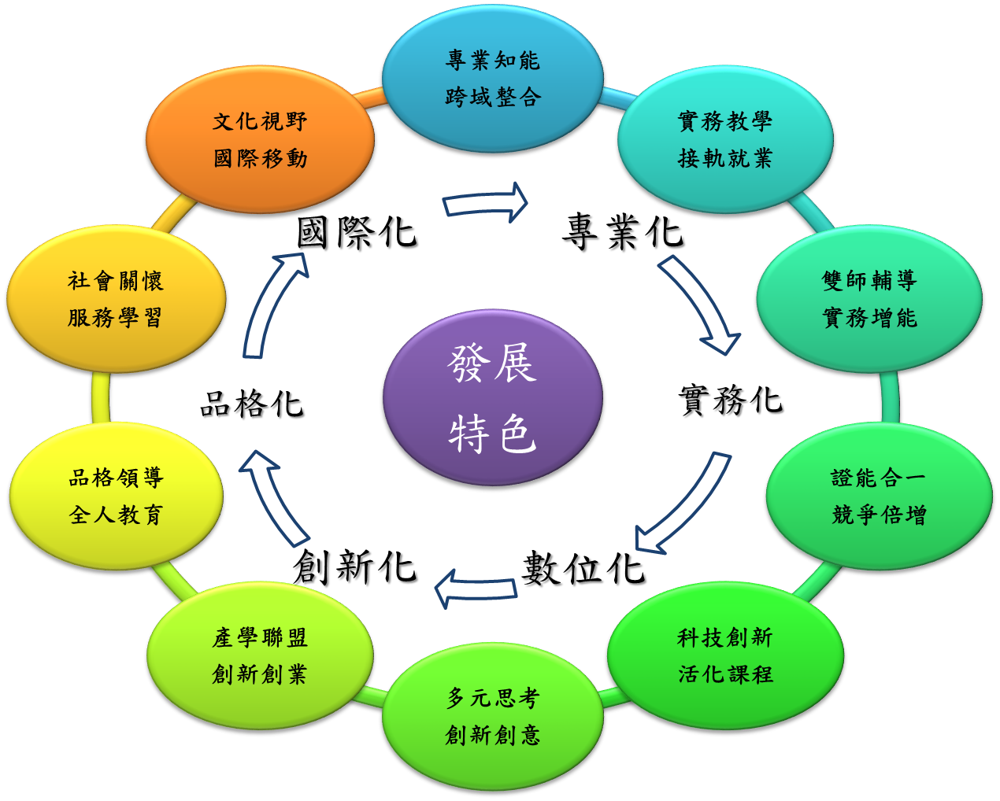 專業知能
跨域整合
實務教學
接軌就業
雙師輔導
實務增能
證能合一
競爭倍增
科技創新
活化課程
多元思考
創新創意
產學聯盟
創新創業
品格領導
全人教育
社會關懷
服務學習
文化視野
國際移動
國際化
專業化
實務化
數位化
創新化
品格化
發展
特色